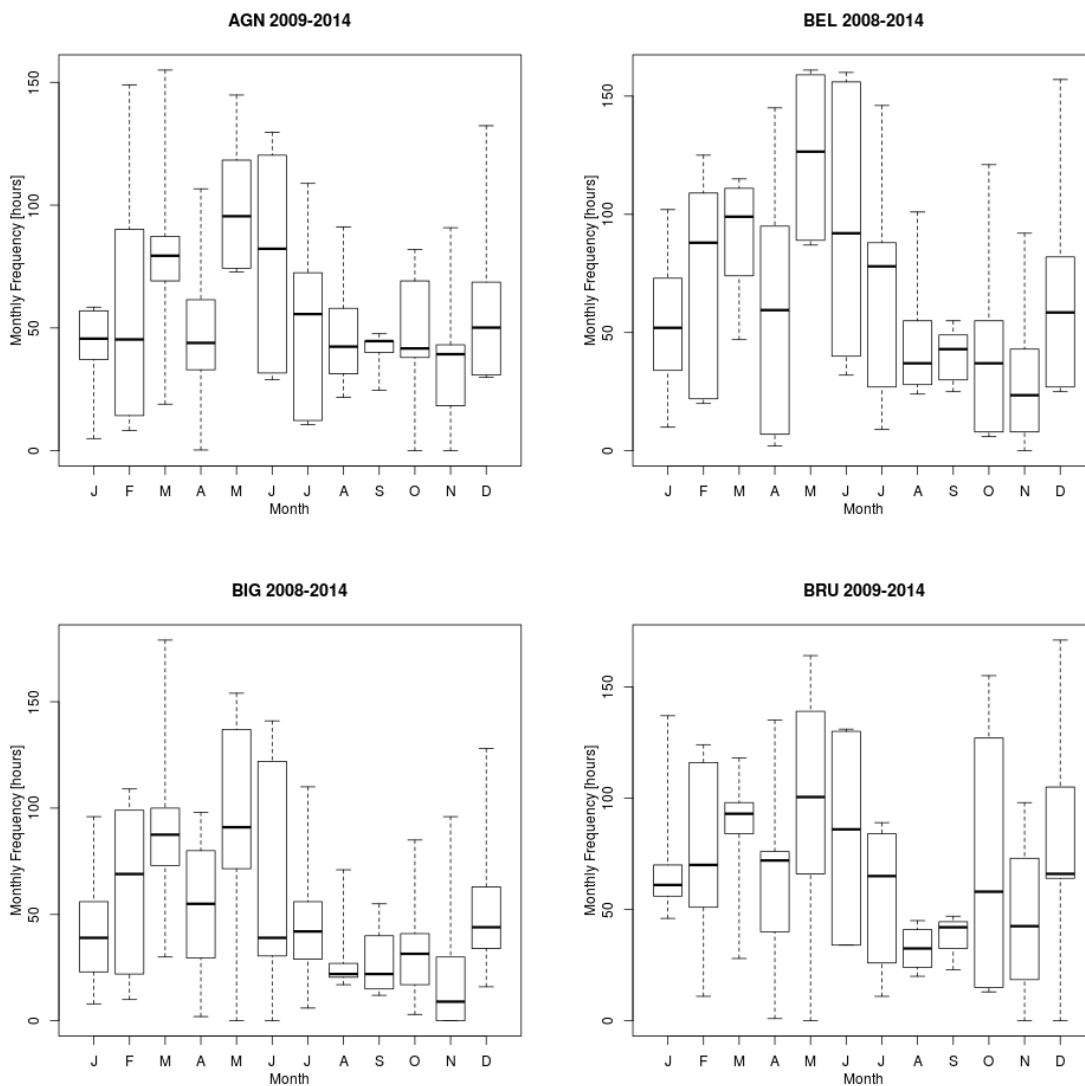 AGN 2009-2014
Monthly Frequency [hours]
150
100
50
0
J F M A M J J A S O N D
Month
BEL 2008-2014
Monthly Frequency [hours]
150
100
50
0
J F M A M J J A S O N D
Month
BIG 2008-2014
Monthly Frequency [hours]
150
100
50
0
J F M A M J J A S O N D
Month
BRU 2009-2014
Monthly Frequency [hours]
150
100
50
0
J F M A M J J A S O N D
Month